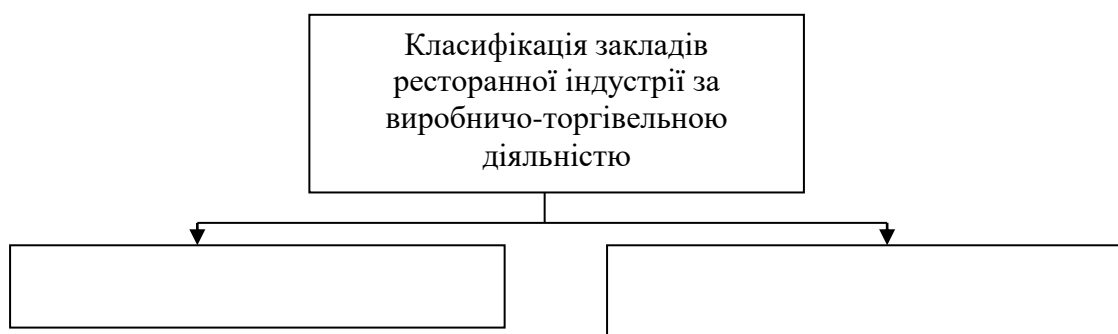 Класифікація закладів
ресторанної індустрії за
виробничо-торгівельною
діяльністю